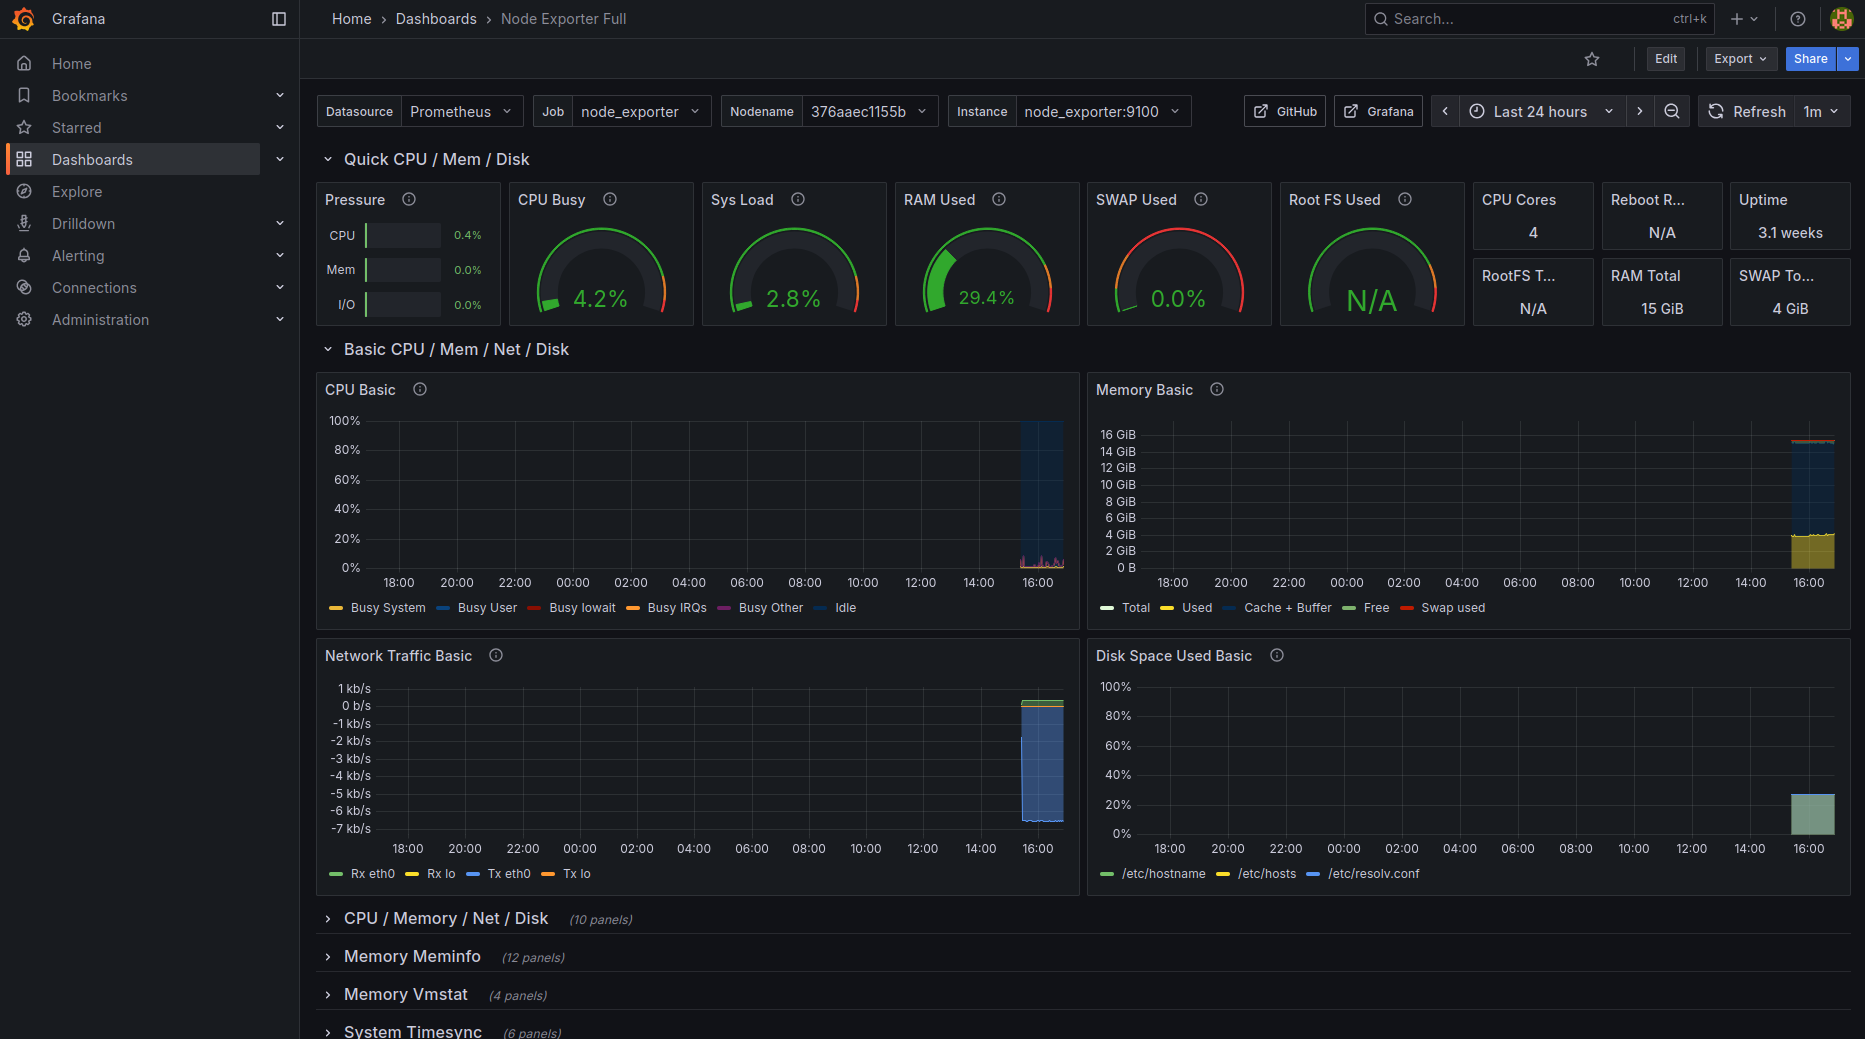 Grafana
Home › Dashboards › Node Exporter Full
Search... ctrl+k
Home
Bookmarks
Starred
Dashboards
Explore
Drilldown
Alerting
Connections
Administration
Edit Export Share
Datasource Prometheus Job node_exporter Nodename 376aaec1155b Instance node_exporter:9100 GitHub Grafana Last 24 hours Refresh 1m
Quick CPU / Mem / Disk
Pressure
CPU 0.4%
Mem 0.0%
I/O 0.0%
CPU Busy
4.2%
Sys Load
2.8%
RAM Used
29.4%
SWAP Used
0.0%
Root FS Used
N/A
CPU Cores
4
Reboot R...
N/A
Uptime
3.1 weeks
RootFS T...
N/A
RAM Total
15 GiB
SWAP To...
4 GiB
Basic CPU / Mem / Net / Disk
CPU Basic
100%
80%
60%
40%
20%
0%
18:00 20:00 22:00 00:00 02:00 04:00 06:00 08:00 10:00 12:00 14:00 16:00
Busy System Busy User Busy Iowait Busy IRQs Busy Other Idle
Memory Basic
16 GiB
14 GiB
12 GiB
10 GiB
8 GiB
6 GiB
4 GiB
2 GiB
0 B
18:00 20:00 22:00 00:00 02:00 04:00 06:00 08:00 10:00 12:00 14:00 16:00
Total Used Cache + Buffer Free Swap used
Network Traffic Basic
1 kb/s
0 b/s
-1 kb/s
-2 kb/s
-3 kb/s
-4 kb/s
-5 kb/s
-6 kb/s
-7 kb/s
18:00 20:00 22:00 00:00 02:00 04:00 06:00 08:00 10:00 12:00 14:00 16:00
Rx eth0 Rx lo Tx eth0 Tx lo
Disk Space Used Basic
100%
80%
60%
40%
20%
0%
18:00 20:00 22:00 00:00 02:00 04:00 06:00 08:00 10:00 12:00 14:00 16:00
/etc/hostname /etc/hosts /etc/resolv.conf
CPU / Memory / Net / Disk (10 panels)
Memory Meminfo (12 panels)
Memory Vmstat (4 panels)
System Timesync (6 panels)